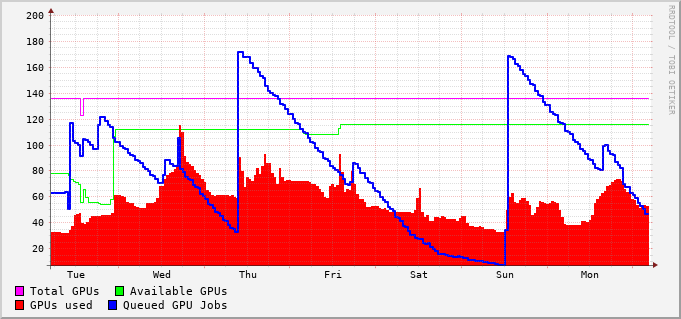 200
180
160
140
120
100
80
60
40
20
Tue Wed Thu Fri Sat Sun Mon
Total GPUs Available GPUs
GPUs used Queued GPU Jobs
RRDTOOL / TOBI OETIKER